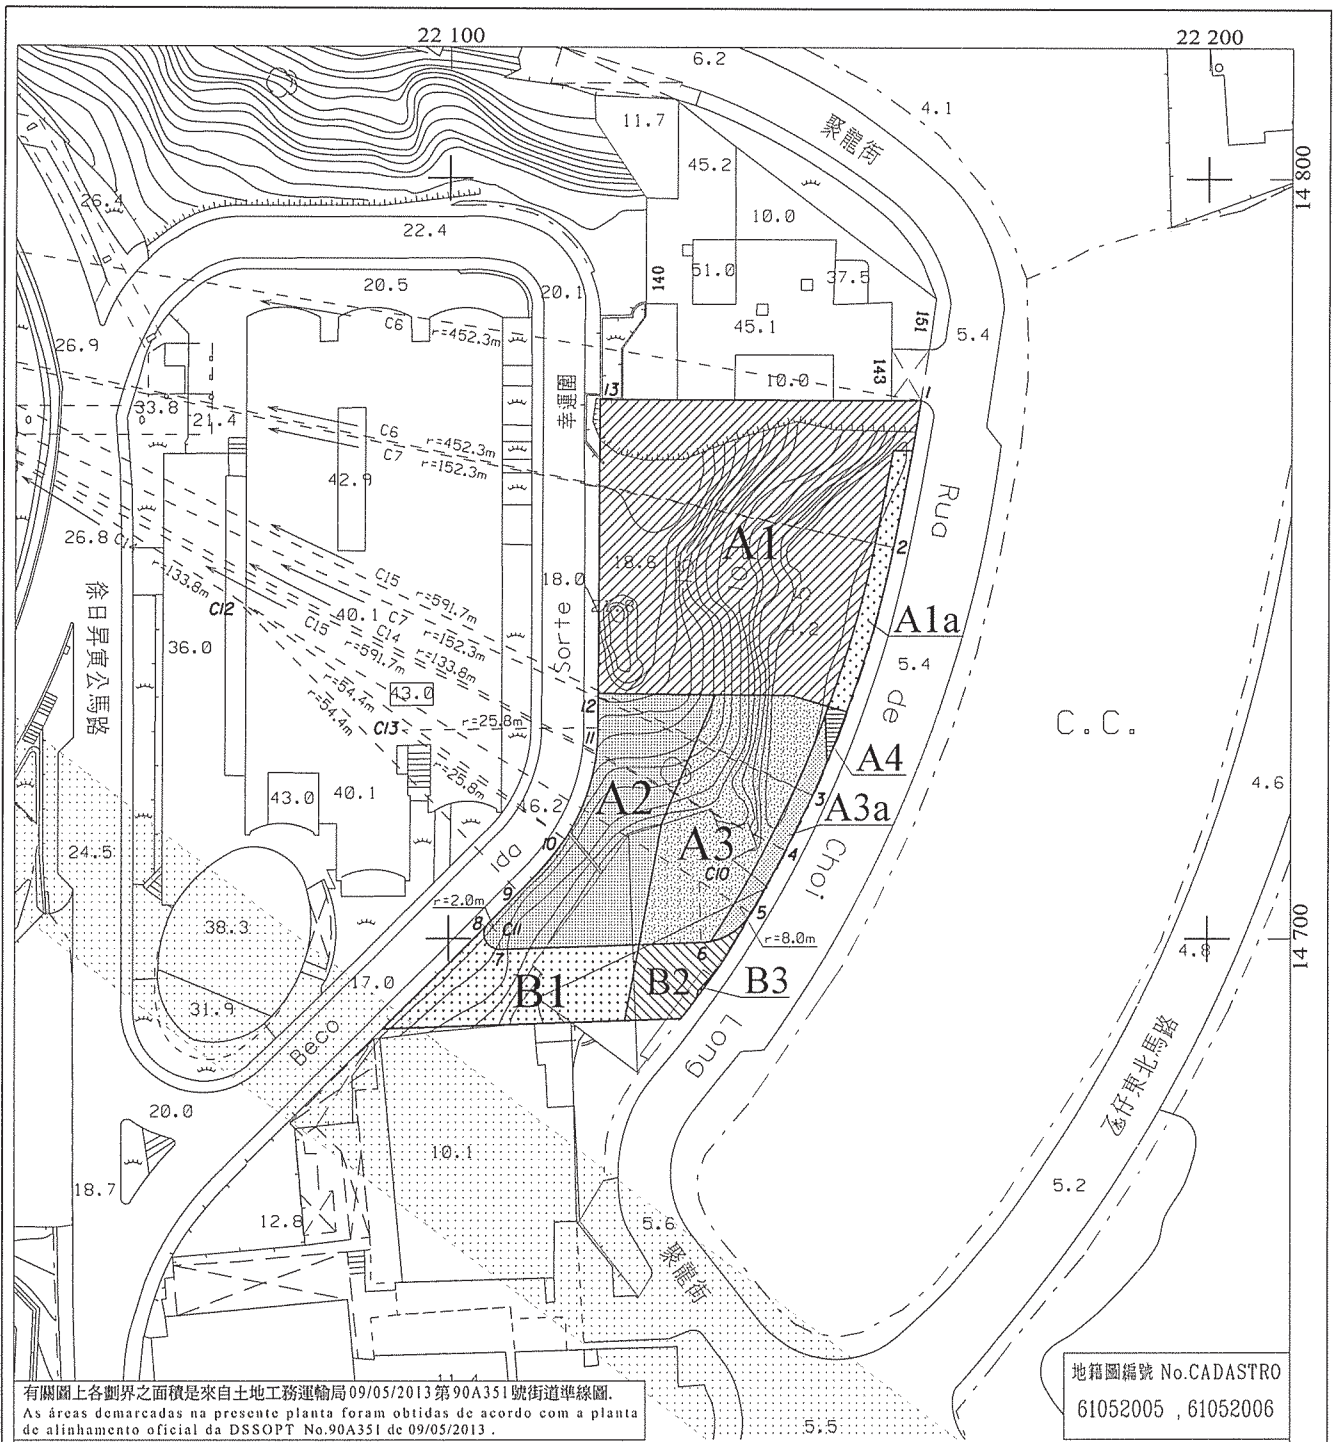 22 100
22 200
6.2
4.1
11.7
聚龍街
45.2
14 800
26.4
10.0
22.4
51.0
37.5
140
20.5
20.1
C6
r=452.3m
45.1
151
5.4
26.9
幸運閣
13
10.0
143
1
33.8
21.4
C6
r=452.3m
C7
r=152.3m
42.9
Rua
26.8
A1
2
18.6
18.0
C15
r=591.7m
r=133.8m
C12
40.1
C7
r=152.3m
C14
r=133.8m
C15
r=591.7m
4.2
A1a
徐日昇寅公馬路
36.0
Sorte
5.4
r=54.4m
r=54.4m
43.0
de
C.C.
12
C13
r=25.8m
11
A4
r=25.8m
4.6
43.0
40.1
16.2
A2
3
A3a
24.5
10
A3
Choi
C10
4
da
9
r=2.0m
38.3
8
C11
5
r=8.0m
14 700
7
6
4.8
17.0
B1
B2
B3
31.9
Beco
Long
20.0
氹仔東北馬路
10.1
18.7
5.2
12.8
5.6
聚龍街
11.4
5.5
有關圖上各劃界之面積是來自土地工務運輸局09/05/2013第90A351號街道準線圖.
As áreas demarcadas na presente planta foram obtidas de acordo com a planta
de alinhamento oficial da DSSOPT No.90A351 de 09/05/2013 .
地籍圖編號 No.CADASTRO
61052005 , 61052006